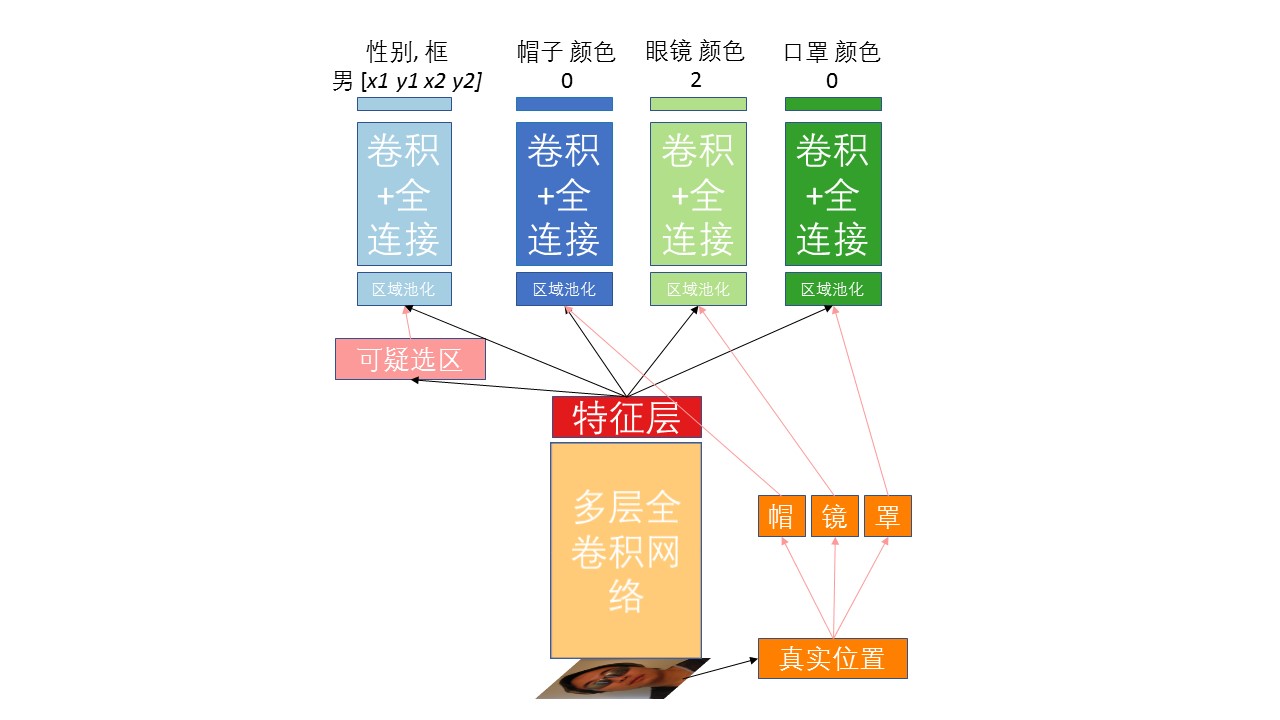 性别, 框
男 [x1 y1 x2 y2]
帽子 颜色
0
眼镜 颜色
2
口罩 颜色
0
卷积
+全
连接
卷积
+全
连接
卷积
+全
连接
卷积
+全
连接
区域池化
区域池化
区域池化
区域池化
可疑选区
特征层
多层全
卷积网
络
帽
镜
罩
真实位置